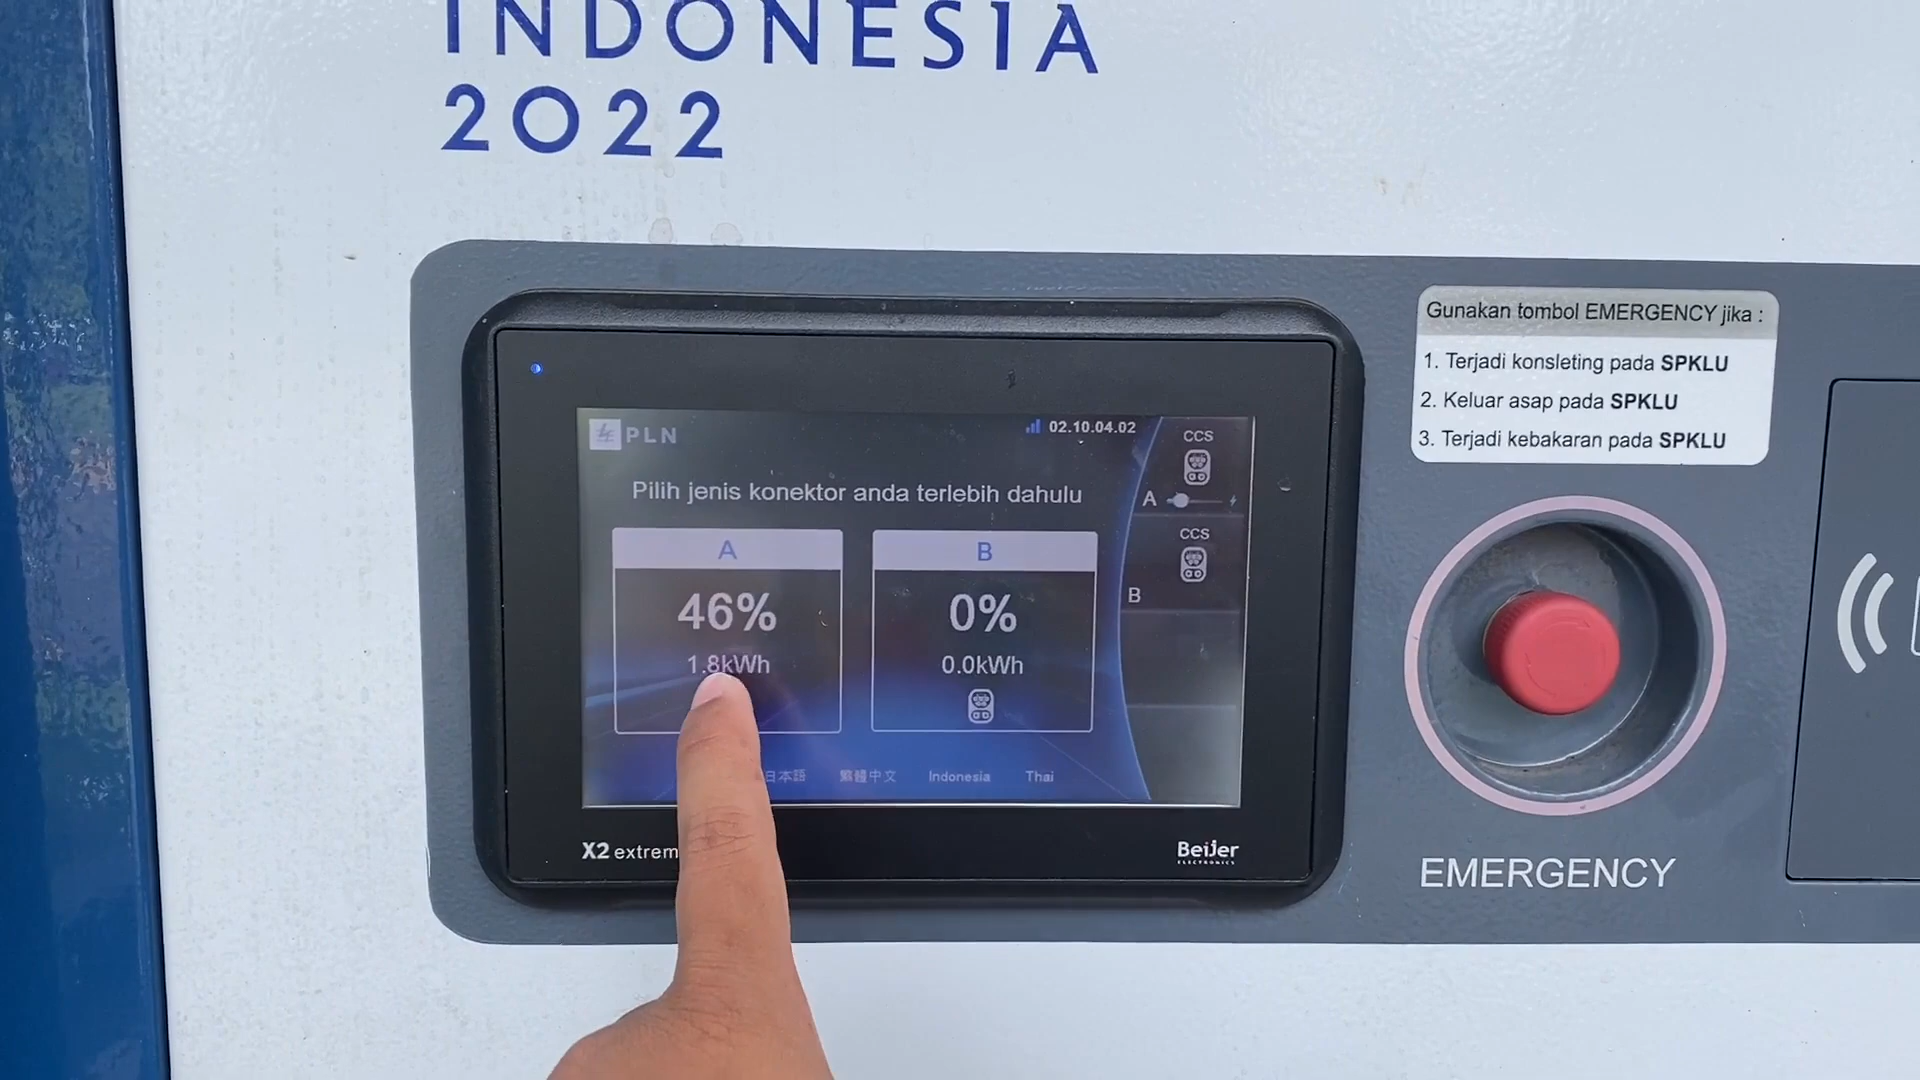 INDONESIA
2022
PLN
02.10.04.02
Pilih jenis konektor anda terlebih dahulu
A
46%
1.8kWh
B
0%
0.0kWh
日本語
繁體中文
Indonesia
Thai
CCS
A
CCS
B
X2 extrem
Beijer
ELECTRONICS
Gunakan tombol EMERGENCY jika :
1. Terjadi konsleting pada SPKLU
2. Keluar asap pada SPKLU
3. Terjadi kebakaran pada SPKLU
EMERGENCY